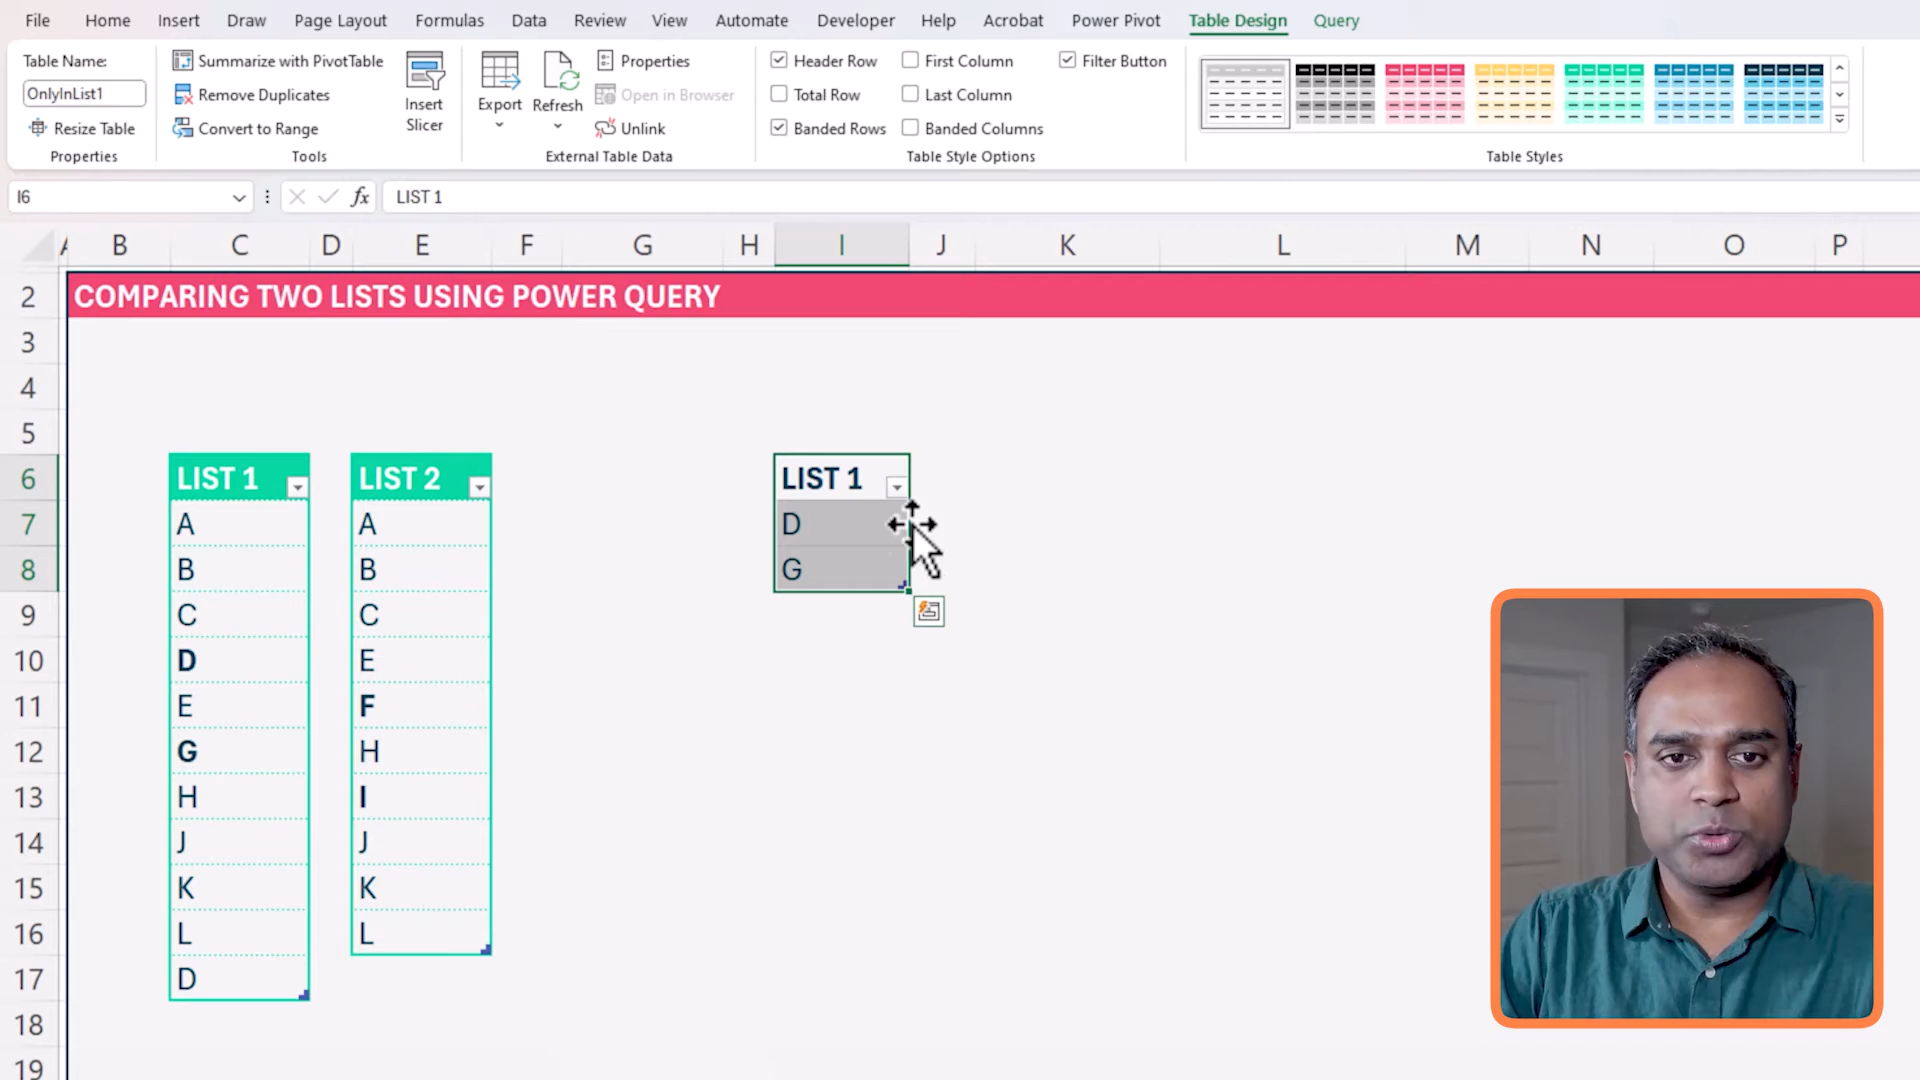 File Home Insert Draw Page Layout Formulas Data Review View Automate Developer Help Acrobat Power Pivot Table Design Query
Table Name:
OnlyInList1
Resize Table
Properties
Summarize with PivotTable
Remove Duplicates
Convert to Range
Tools
Insert
Slicer
Export
Refresh
Properties
Open in Browser
Unlink
External Table Data
Header Row
Total Row
Banded Rows
First Column
Last Column
Banded Columns
Filter Button
Table Style Options
Table Styles
I6
fx
LIST 1
A B C D E F G H I J K L M N O P
2 COMPARING TWO LISTS USING POWER QUERY
3
4
5
6 LIST 1 LIST 2 LIST 1
7 A A D
8 B B G
9 C C
10 D E
11 E F
12 G H
13 H I
14 J J
15 K K
16 L L
17 D
18
19